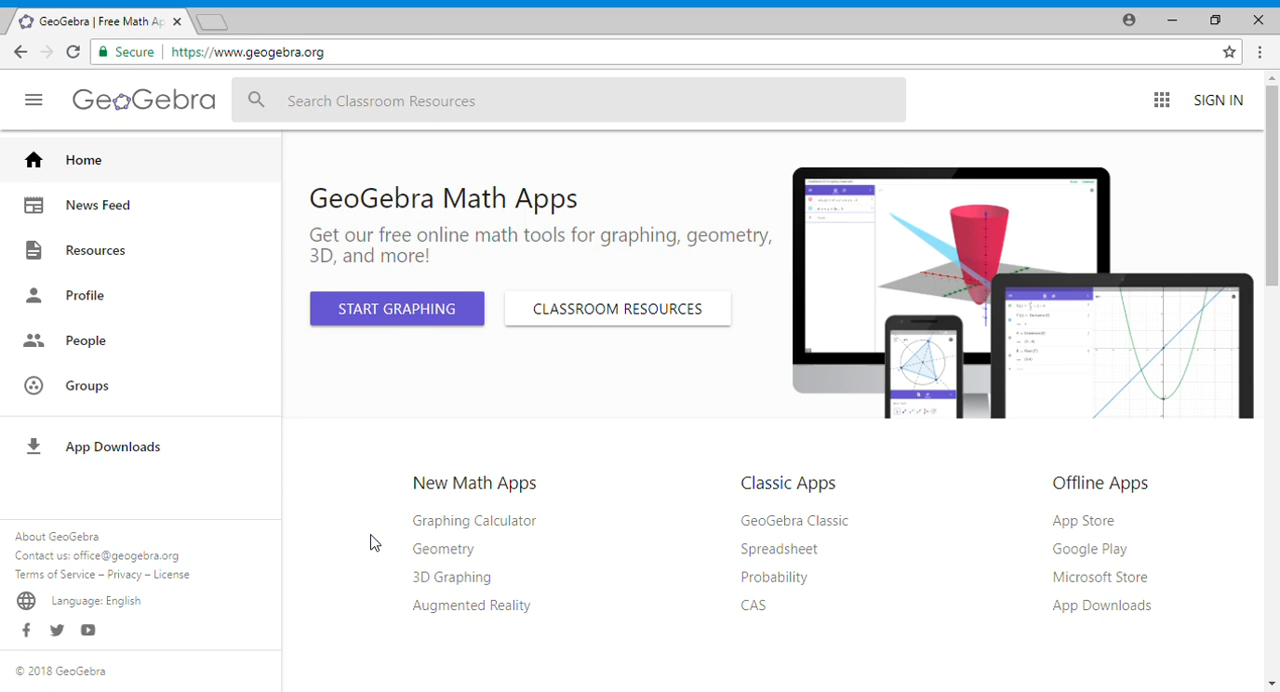 GeoGebra | Free Math Ap
Secure
https://www.geogebra.org
GeoGebra
Search Classroom Resources
SIGN IN
Home
News Feed
Resources
Profile
People
Groups
App Downloads
About GeoGebra
Contact us: office@geogebra.org
Terms of Service – Privacy – License
Language: English
© 2018 GeoGebra
GeoGebra Math Apps
Get our free online math tools for graphing, geometry,
3D, and more!
START GRAPHING
CLASSROOM RESOURCES
New Math Apps
Graphing Calculator
Geometry
3D Graphing
Augmented Reality
Classic Apps
GeoGebra Classic
Spreadsheet
Probability
CAS
Offline Apps
App Store
Google Play
Microsoft Store
App Downloads